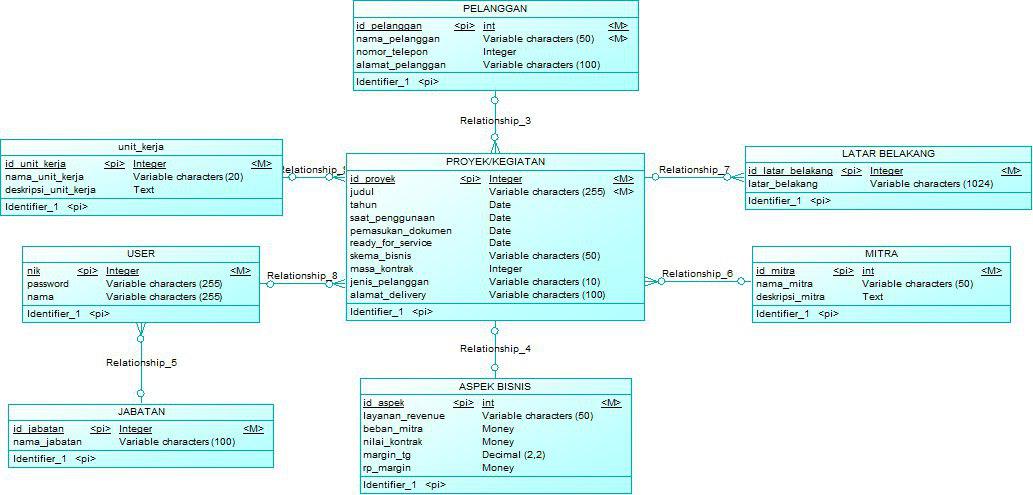 PELANGGAN
id_pelanggan <pi> int <M>
nama_pelanggan Variable characters (50) <M>
nomor_telepon Integer
alamat_pelanggan Variable characters (100)
Identifier_1 <pi>
Relationship_3
unit_kerja
id_unit_kerja <pi> Integer <M>
nama_unit_kerja Variable characters (20)
deskripsi_unit_kerja Text
Identifier_1 <pi>
PROYEK/KEGIATAN
id_proyek <pi> Integer <M>
judul Variable characters (255) <M>
tahun Date
saat_penggunaan Date
pemasukan_dokumen Date
ready_for_service Date
skema_bisnis Variable characters (50)
masa_kontrak Integer
jenis_pelanggan Variable characters (10)
alamat_delivery Variable characters (100)
Identifier_1 <pi>
Relationship_7
LATAR BELAKANG
id_latar_belakang <pi> Integer <M>
latar_belakang Variable characters (1024)
Identifier_1 <pi>
USER
nik <pi> Integer <M>
password Variable characters (255)
nama Variable characters (255)
Identifier_1 <pi>
Relationship_8
Relationship_6
MITRA
id_mitra <pi> int <M>
nama_mitra Variable characters (50)
deskripsi_mitra Text
Identifier_1 <pi>
Relationship_5
Relationship_4
JABATAN
id_jabatan <pi> Integer <M>
nama_jabatan Variable characters (100)
Identifier_1 <pi>
ASPEK BISNIS
id_aspek <pi> int <M>
layanan_revenue Variable characters (50)
beban_mitra Money
nilai_kontrak Money
margin_tg Decimal (2,2)
rp_margin Money
Identifier_1 <pi>